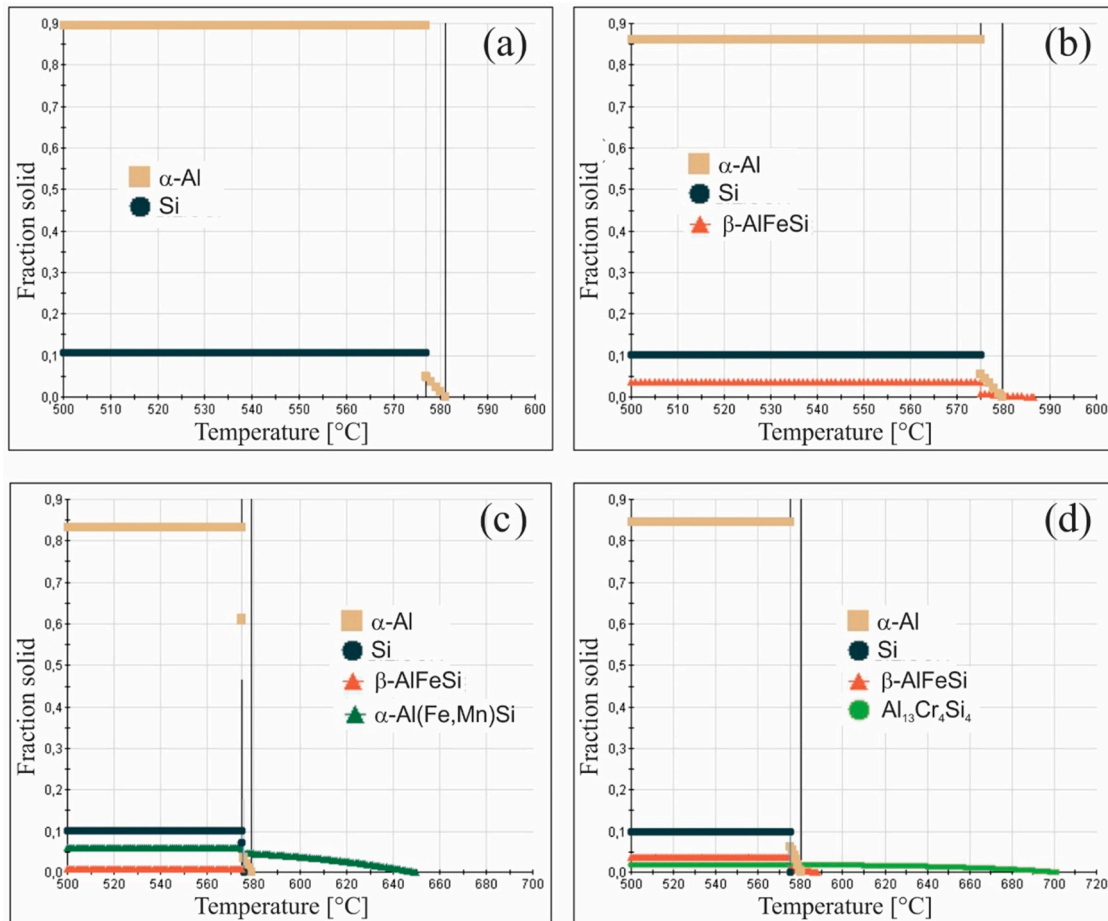 (a)
0,9
0,8
0,7
0,6
0,5
0,4
0,3
0,2
0,1
0,0
Fraction solid
α-Al
Si
500 510 520 530 540 550 560 570 580 590 600
Temperature [°C]
(b)
0,9
0,8
0,7
0,6
0,5
0,4
0,3
0,2
0,1
0,0
Fraction solid
α-Al
Si
β-AlFeSi
500 510 520 530 540 550 560 570 580 590 600
Temperature [°C]
(c)
0,9
0,8
0,7
0,6
0,5
0,4
0,3
0,2
0,1
0,0
Fraction solid
α-Al
Si
β-AlFeSi
α-Al(Fe,Mn)Si
500 520 540 560 580 600 620 640 660 680 700
Temperature [°C]
(d)
0,9
0,8
0,7
0,6
0,5
0,4
0,3
0,2
0,1
0,0
Fraction solid
α-Al
Si
β-AlFeSi
Al₁₃Cr₄Si₄
500 520 540 560 580 600 620 640 660 680 700 720
Temperature [°C]